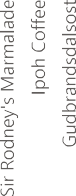 Sir Rodney's Marmalade
Ipoh Coffee
Gudbrandsdalsost